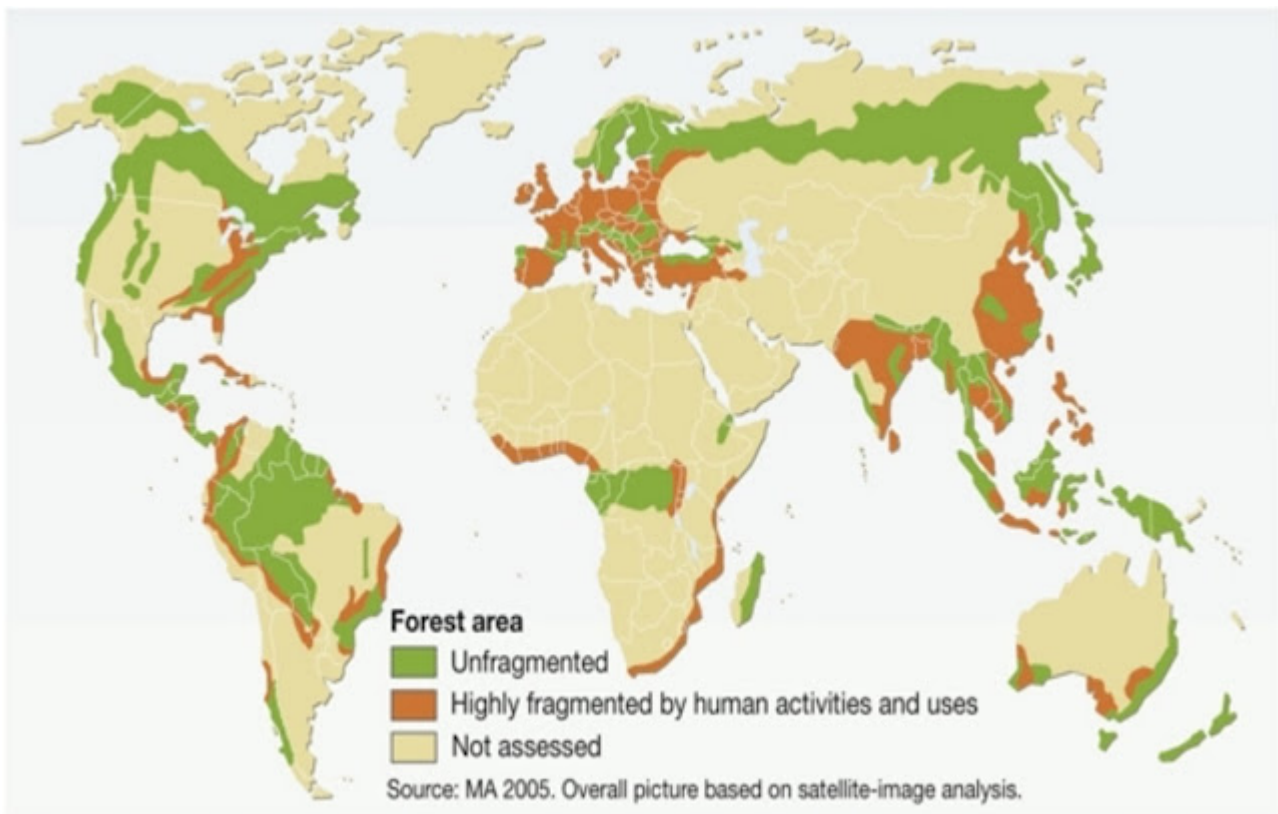 Forest area
Unfragmented
Highly fragmented by human activities and uses
Not assessed
Source: MA 2005. Overall picture based on satellite-image analysis.